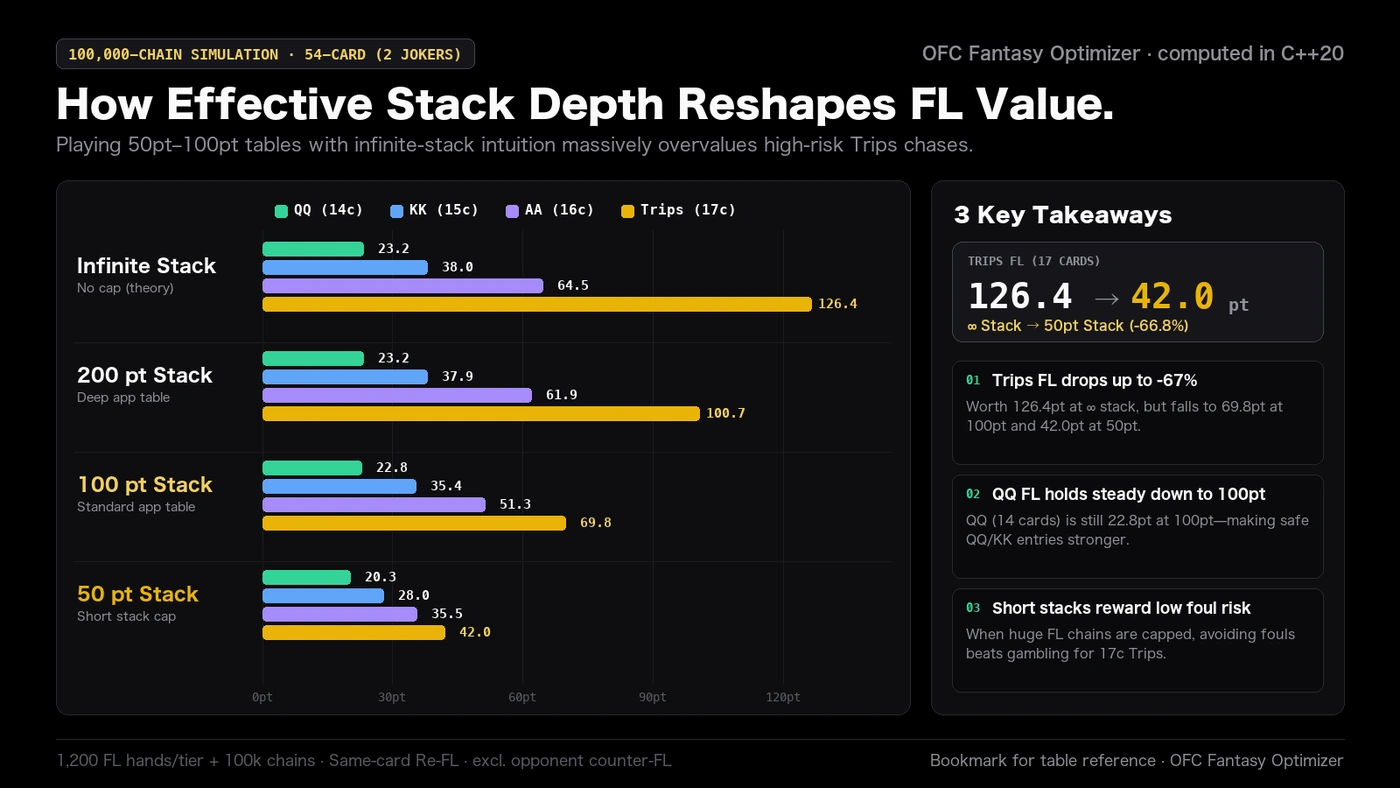 100,000–CHAIN SIMULATION · 54–CARD (2 JOKERS)
OFC Fantasy Optimizer · computed in C++20
How Effective Stack Depth Reshapes FL Value.
Playing 50pt–100pt tables with infinite-stack intuition massively overvalues high-risk Trips chases.
QQ (14c) KK (15c) AA (16c) Trips (17c)
Infinite Stack
No cap (theory)
23.2
38.0
64.5
126.4
200 pt Stack
Deep app table
23.2
37.9
61.9
100.7
100 pt Stack
Standard app table
22.8
35.4
51.3
69.8
50 pt Stack
Short stack cap
20.3
28.0
35.5
42.0
0pt 30pt 60pt 90pt 120pt
3 Key Takeaways
TRIPS FL (17 CARDS)
126.4 → 42.0 pt
∞ Stack → 50pt Stack (-66.8%)
01 Trips FL drops up to -67%
Worth 126.4pt at ∞ stack, but falls to 69.8pt at
100pt and 42.0pt at 50pt.
02 QQ FL holds steady down to 100pt
QQ (14 cards) is still 22.8pt at 100pt—making safe
QQ/KK entries stronger.
03 Short stacks reward low foul risk
When huge FL chains are capped, avoiding fouls
beats gambling for 17c Trips.
1,200 FL hands/tier + 100k chains · Same-card Re-FL · excl. opponent counter-FL
Bookmark for table reference · OFC Fantasy Optimizer